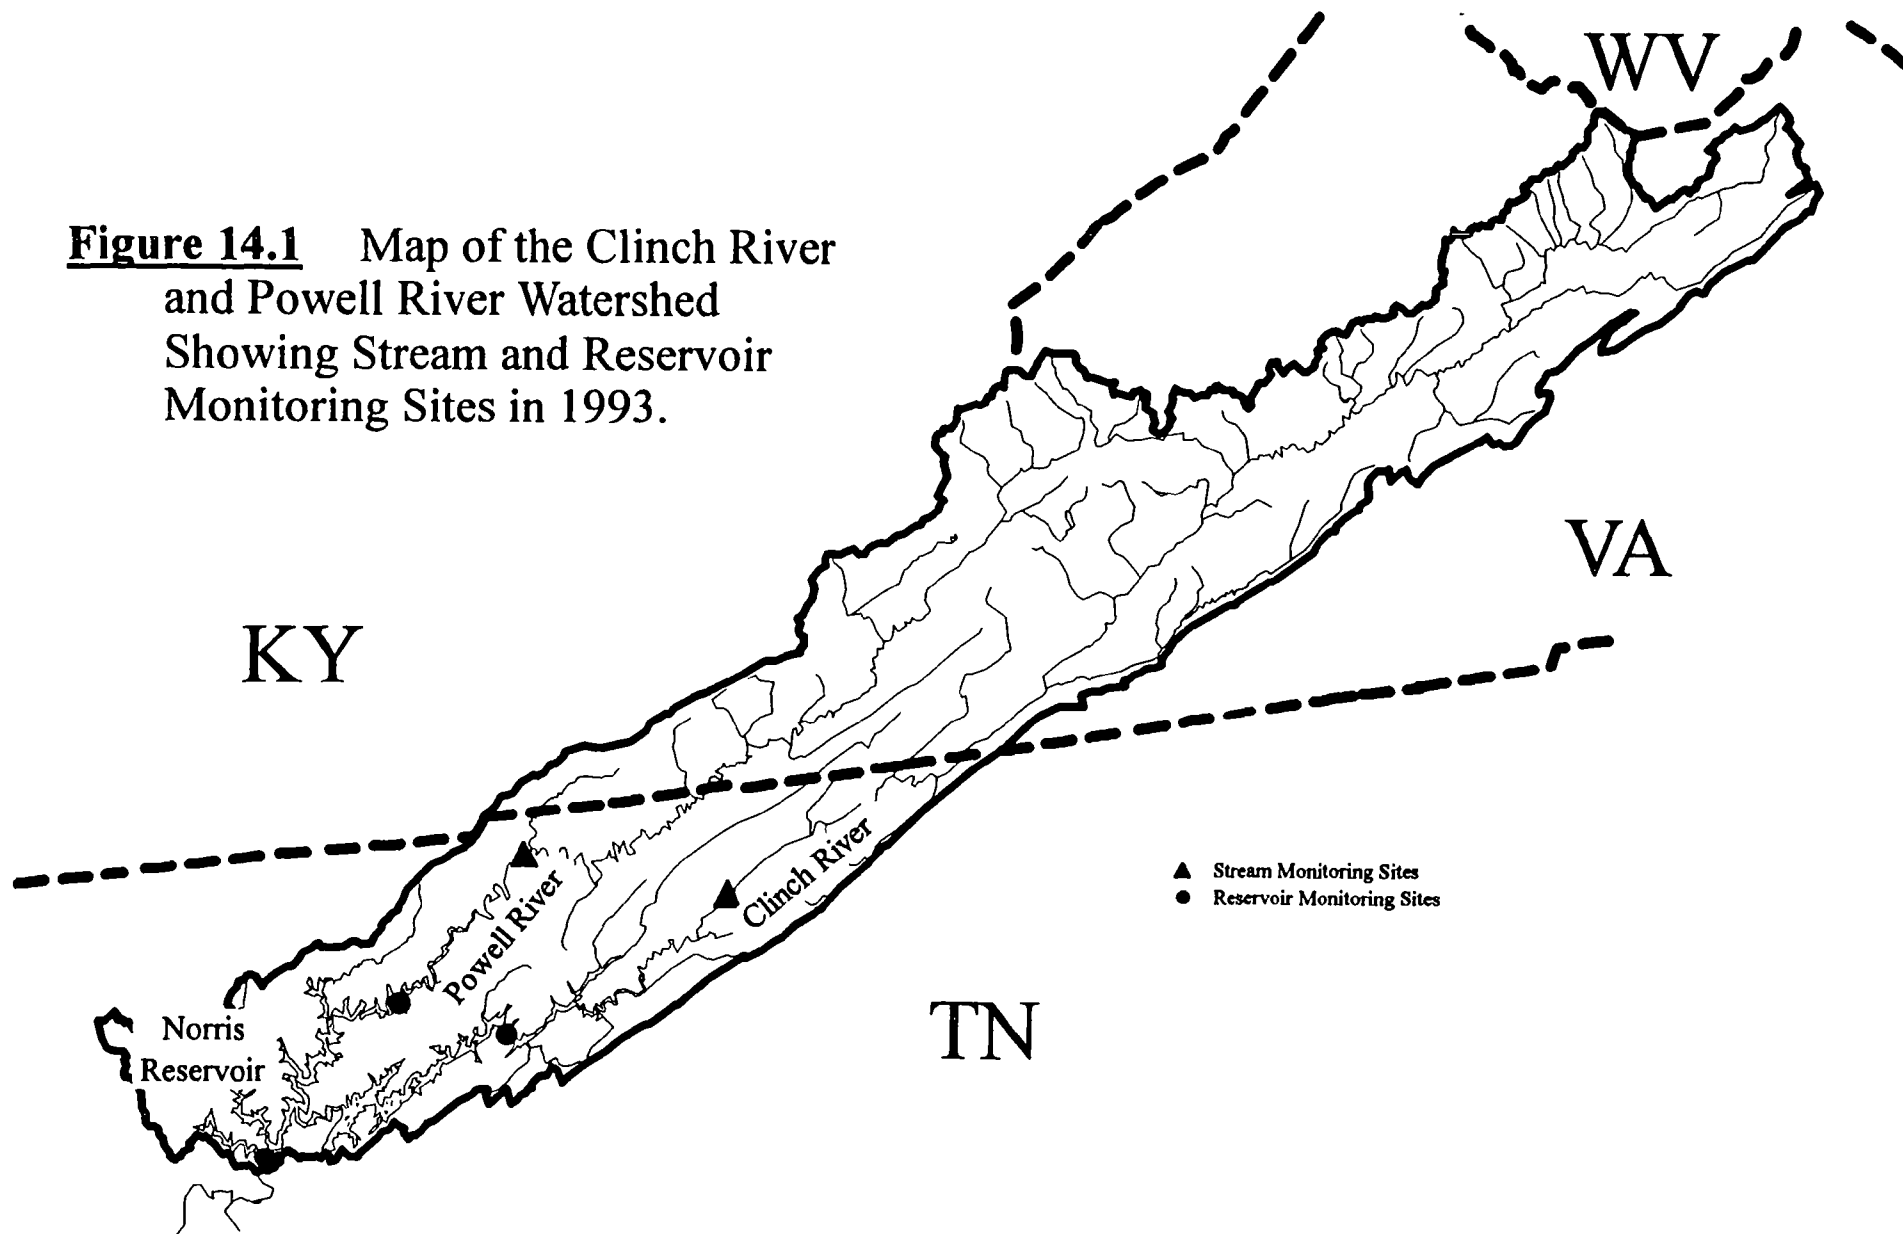 Figure 14.1 Map of the Clinch River
and Powell River Watershed
Showing Stream and Reservoir
Monitoring Sites in 1993.
WV
VA
KY
TN
Powell River
Clinch River
Norris
Reservoir
Stream Monitoring Sites
Reservoir Monitoring Sites